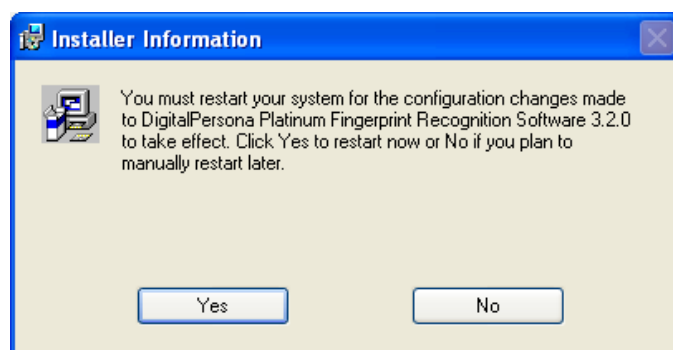 Installer Information
You must restart your system for the configuration changes made
to DigitalPersona Platinum Fingerprint Recognition Software 3.2.0
to take effect. Click Yes to restart now or No if you plan to
manually restart later.
Yes
No